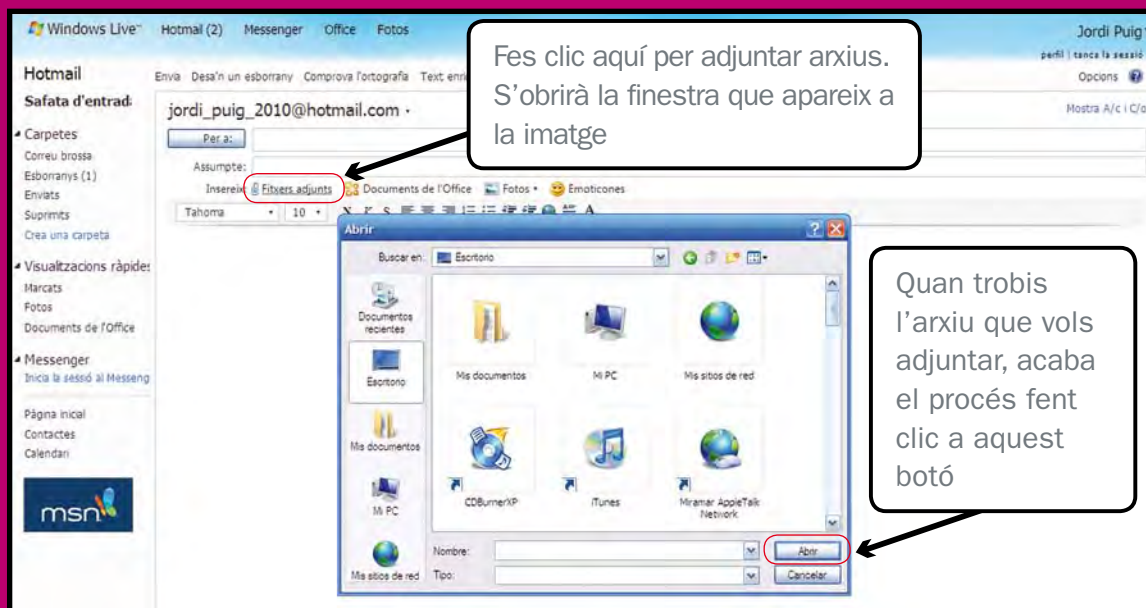 Windows Live™ Hotmail (2) Messenger Office Fotos Jordi Puig
perfil | tanca la sessió
Hotmail
Envia Desa'n un esborrany Comprova l'ortografia Text enri
Opcions
Fes clic aquí per adjuntar arxius.
S'obrirà la finestra que apareix a
la imatge
Safata d'entrad
jordi_puig_2010@hotmail.com
Mostra A/c i C/o
Carpetes
Correu brossa
Esborranys (1)
Enviats
Suprimits
Crea una carpeta
Per a:
Assumpte:
Insereix: Fitxers adjunts Documents de l'Office Fotos Emoticones
Tahoma 10
Visualitzacions ràpides
Marcats
Fotos
Documents de l'Office
Messenger
Inicia la sessió al Messeng
Pàgina inicial
Contactes
Calendari
msn
Abrir
Buscar en: Escritorio
Documentos
recientes
Escritorio
Mis documentos
Mi PC
Mis sitios de red
Mis documentos Mi PC Mis sitios de red
CDBurnerXP iTunes Miramar AppleTalk
Network
Nombre: Abrir
Tipo: Cancelar
Quan trobis
l'arxiu que vols
adjuntar, acaba
el procés fent
clic a aquest
botó